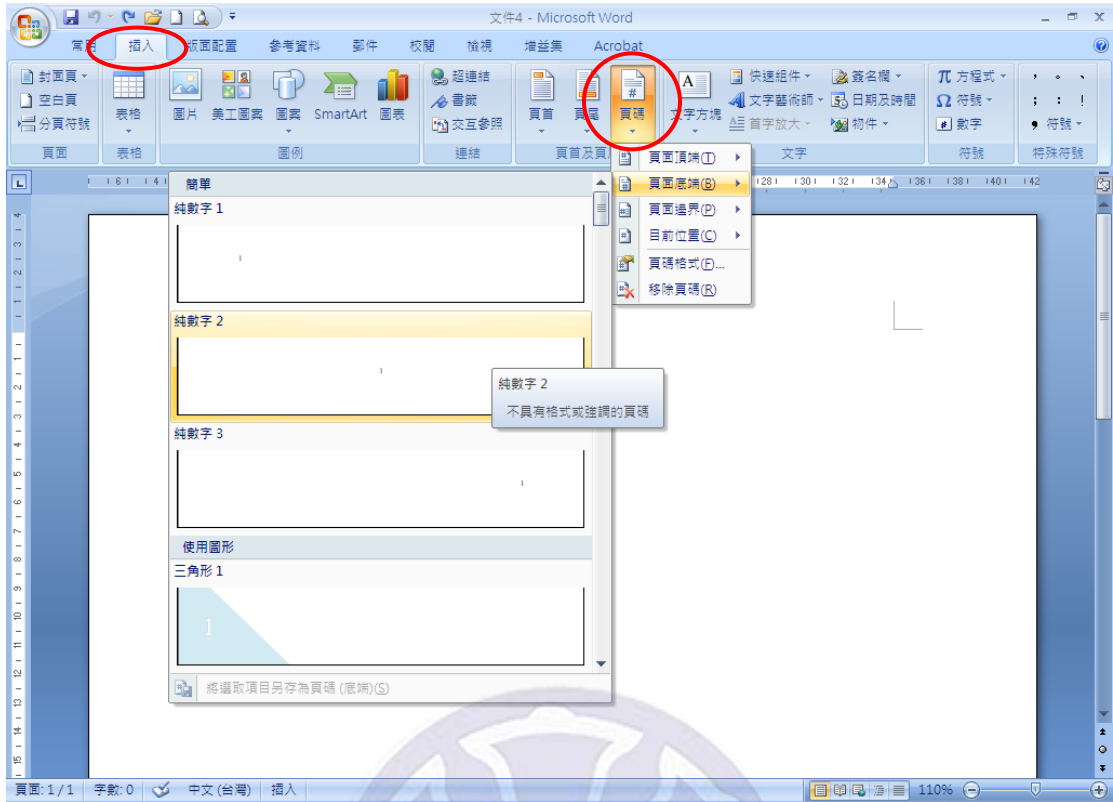 文件4 - Microsoft Word
常用 插入 版面配置 參考資料 郵件 校閱 檢視 增益集 Acrobat
封面頁
空白頁
分頁符號
表格
圖片 美工圖案 圖案 SmartArt 圖表
超連結
書籤
交互參照
頁首 頁尾 頁碼
文字方塊
快速組件
文字藝術師
首字放大
簽名欄
日期及時間
物件
π 方程式
Ω 符號
# 數字
, 。 、
; : !
, 符號
頁面 表格 圖例 連結 頁首及頁 文字 符號 特殊符號
頁面頂端(T)
頁面底端(B)
頁面邊界(P)
目前位置(C)
頁碼格式(F)...
移除頁碼(R)
簡單
純數字 1
1
純數字 2
1
純數字 2
不具有格式或強調的頁碼
純數字 3
1
使用圖形
三角形 1
1
將選取項目另存為頁碼 (底端)(S)
頁面: 1 / 1 字數: 0 中文 (台灣) 插入 110%